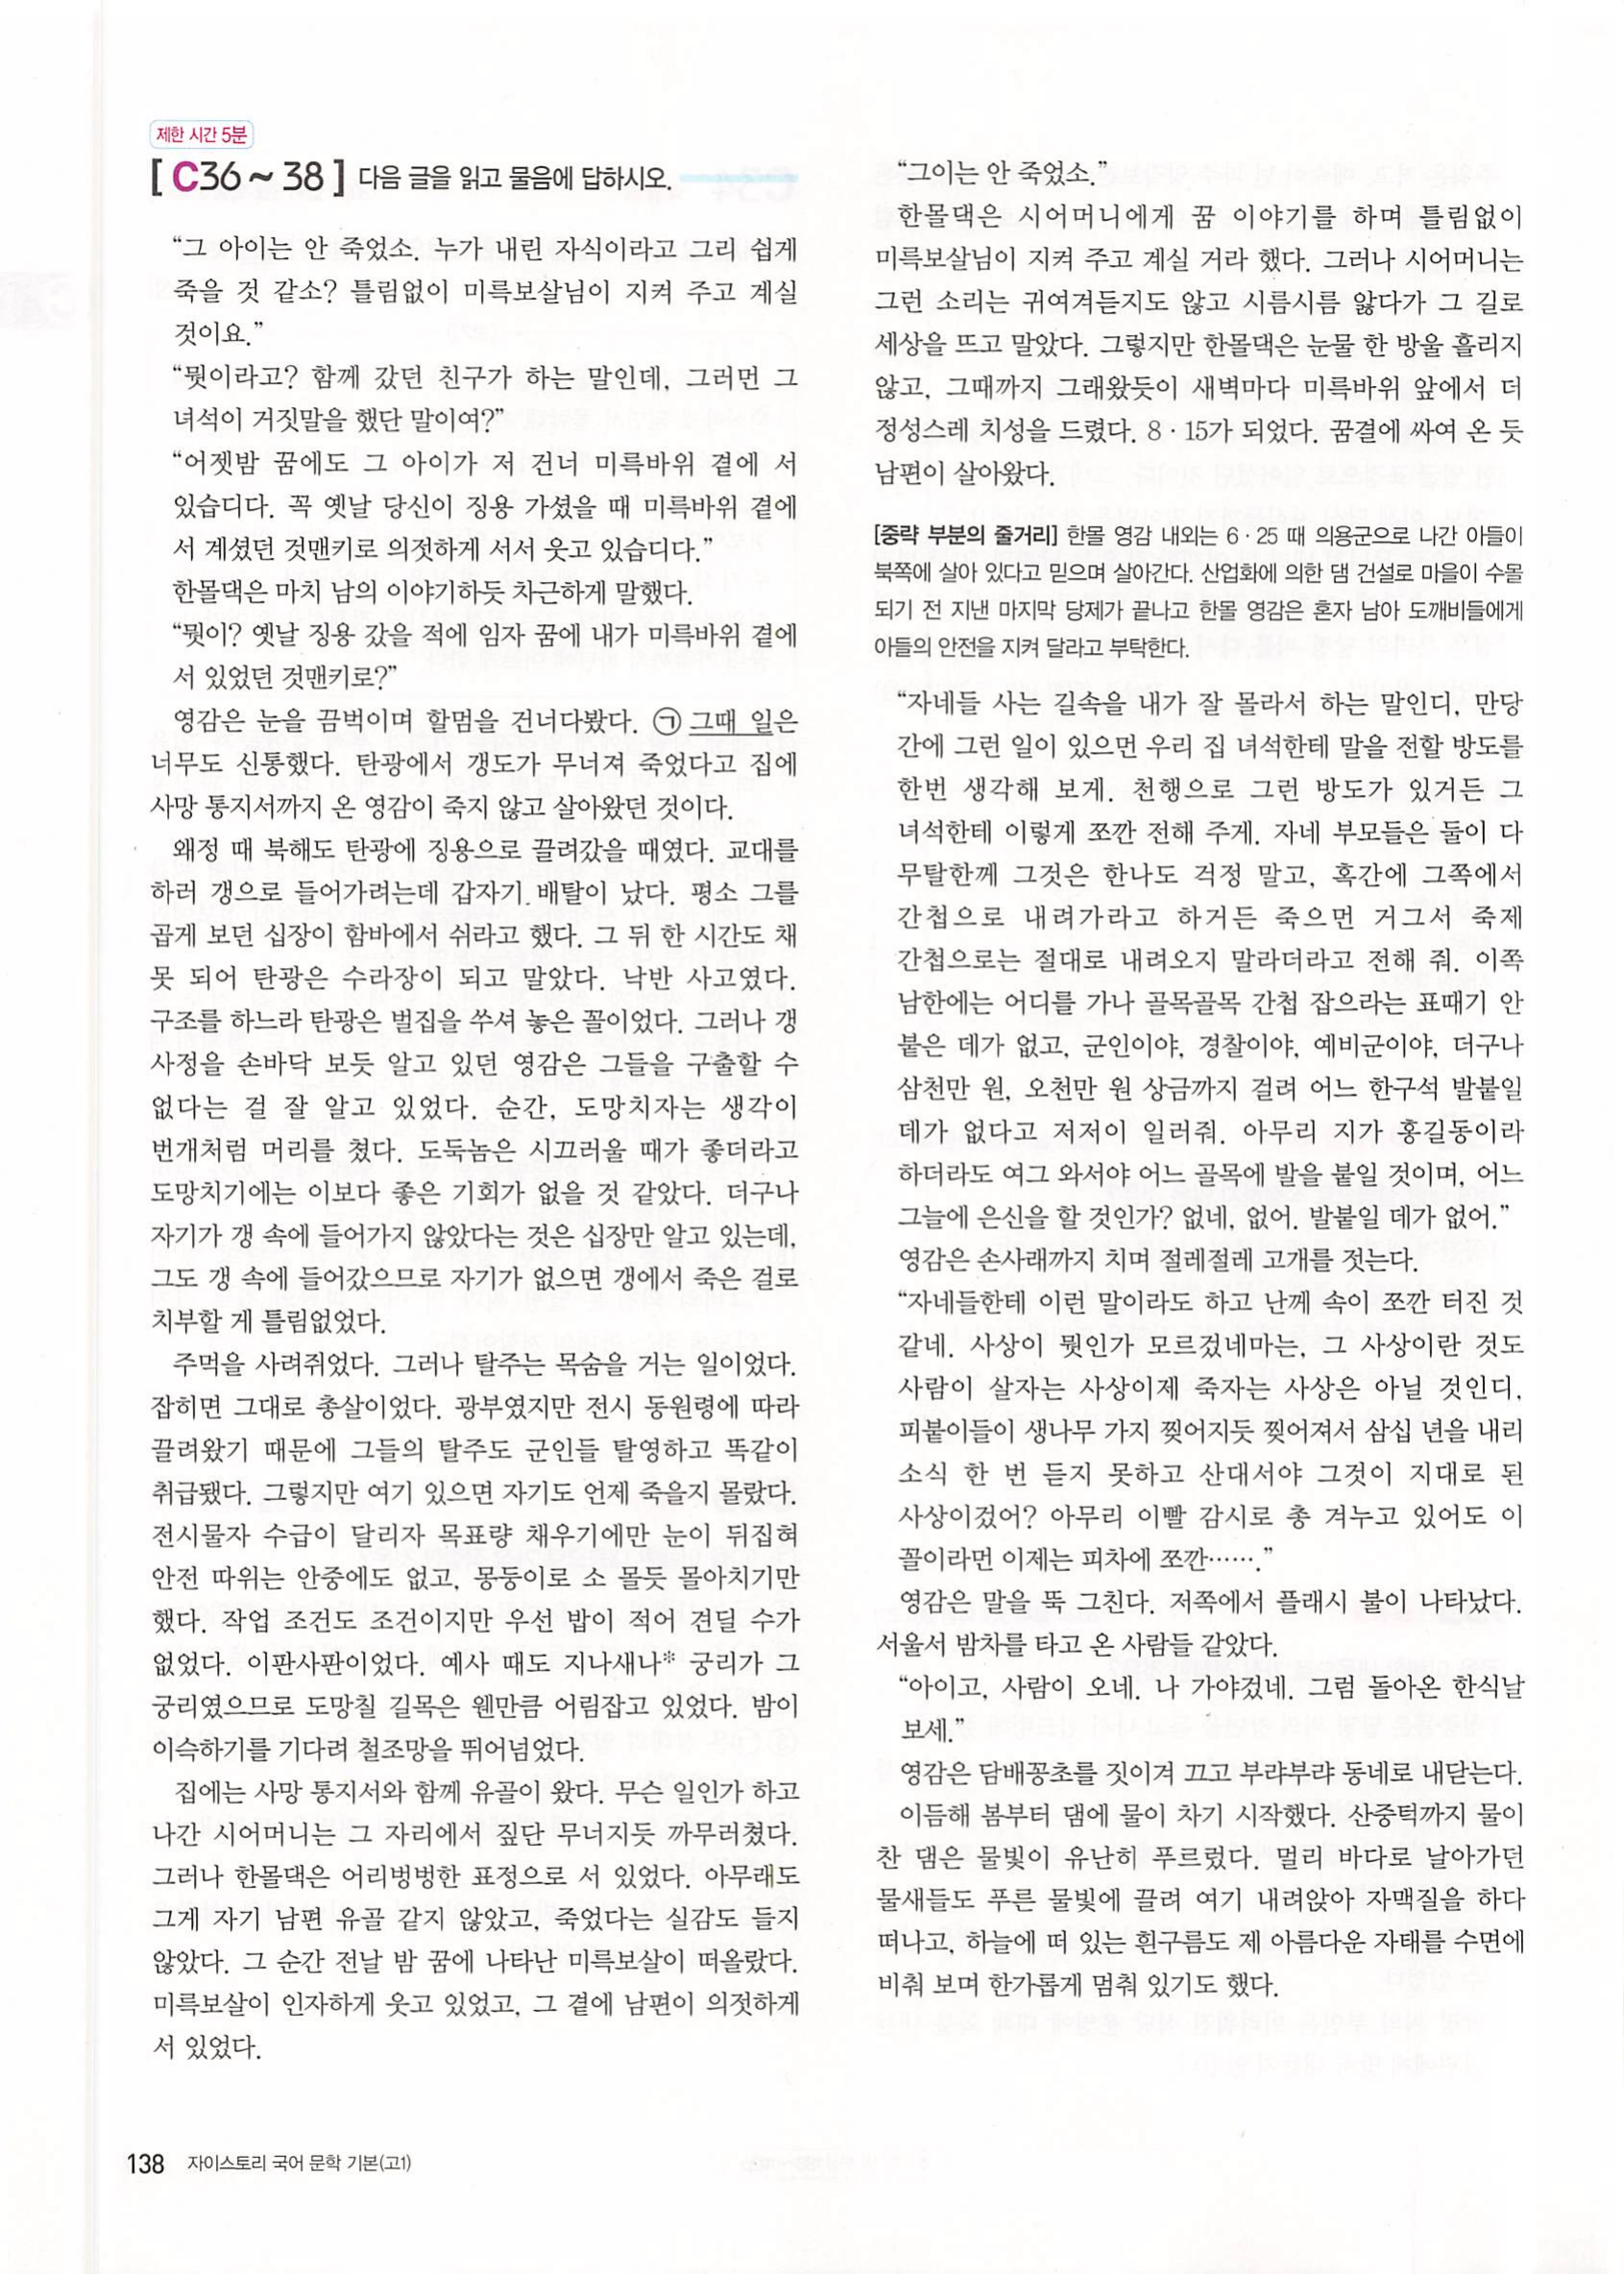 제한 시간 5분
[ C36 ~ 38 ] 다음 글을 읽고 물음에 답하시오.
“그 아이는 안 죽었소. 누가 내린 자식이라고 그리 쉽게
죽을 것 같소? 틀림없이 미륵보살님이 지켜 주고 계실
것이요.”
“뭣이라고? 함께 갔던 친구가 하는 말인데, 그러먼 그
녀석이 거짓말을 했단 말이여?”
“어젯밤 꿈에도 그 아이가 저 건너 미륵바위 곁에 서
있습디다. 꼭 옛날 당신이 징용 가셨을 때 미륵바위 곁에
서 계셨던 것맨키로 의젓하게 서서 웃고 있습디다.”
한몰댁은 마치 남의 이야기하듯 차근하게 말했다.
“뭣이? 옛날 징용 갔을 적에 임자 꿈에 내가 미륵바위 곁에
서 있었던 것맨키로?”
영감은 눈을 끔벅이며 할멈을 건너다봤다. ㉠ 그때 일은
너무도 신통했다. 탄광에서 갱도가 무너져 죽었다고 집에
사망 통지서까지 온 영감이 죽지 않고 살아왔던 것이다.
왜정 때 북해도 탄광에 징용으로 끌려갔을 때였다. 교대를
하러 갱으로 들어가려는데 갑자기 배탈이 났다. 평소 그를
곱게 보던 십장이 함바에서 쉬라고 했다. 그 뒤 한 시간도 채
못 되어 탄광은 수라장이 되고 말았다. 낙반 사고였다.
구조를 하느라 탄광은 벌집을 쑤셔 놓은 꼴이었다. 그러나 갱
사정을 손바닥 보듯 알고 있던 영감은 그들을 구출할 수
없다는 걸 잘 알고 있었다. 순간, 도망치자는 생각이
번개처럼 머리를 쳤다. 도둑놈은 시끄러울 때가 좋더라고
도망치기에는 이보다 좋은 기회가 없을 것 같았다. 더구나
자기가 갱 속에 들어가지 않았다는 것은 십장만 알고 있는데,
그도 갱 속에 들어갔으므로 자기가 없으면 갱에서 죽은 걸로
치부할 게 틀림없었다.
주먹을 사려쥐었다. 그러나 탈주는 목숨을 거는 일이었다.
잡히면 그대로 총살이었다. 광부였지만 전시 동원령에 따라
끌려왔기 때문에 그들의 탈주도 군인들 탈영하고 똑같이
취급됐다. 그렇지만 여기 있으면 자기도 언제 죽을지 몰랐다.
전시물자 수급이 달리자 목표량 채우기에만 눈이 뒤집혀
안전 따위는 안중에도 없고, 몽둥이로 소 몰듯 몰아치기만
했다. 작업 조건도 조건이지만 우선 밥이 적어 견딜 수가
없었다. 이판사판이었다. 예사 때도 지나새나* 궁리가 그
궁리였으므로 도망칠 길목은 웬만큼 어림잡고 있었다. 밤이
이슥하기를 기다려 철조망을 뛰어넘었다.
집에는 사망 통지서와 함께 유골이 왔다. 무슨 일인가 하고
나간 시어머니는 그 자리에서 짚단 무너지듯 까무러쳤다.
그러나 한몰댁은 어리벙벙한 표정으로 서 있었다. 아무래도
그게 자기 남편 유골 같지 않았고, 죽었다는 실감도 들지
않았다. 그 순간 전날 밤 꿈에 나타난 미륵보살이 떠올랐다.
미륵보살이 인자하게 웃고 있었고, 그 곁에 남편이 의젓하게
서 있었다.
“그이는 안 죽었소.”
한몰댁은 시어머니에게 꿈 이야기를 하며 틀림없이
미륵보살님이 지켜 주고 계실 거라 했다. 그러나 시어머니는
그런 소리는 귀여겨듣지도 않고 시름시름 앓다가 그 길로
세상을 뜨고 말았다. 그렇지만 한몰댁은 눈물 한 방울 흘리지
않고, 그때까지 그래왔듯이 새벽마다 미륵바위 앞에서 더
정성스레 치성을 드렸다. 8·15가 되었다. 꿈결에 싸여 온 듯
남편이 살아왔다.
[중략 부분의 줄거리] 한몰 영감 내외는 6·25 때 의용군으로 나간 아들이
북쪽에 살아 있다고 믿으며 살아간다. 산업화에 의한 댐 건설로 마을이 수몰
되기 전 지낸 마지막 당제가 끝나고 한몰 영감은 혼자 남아 도깨비들에게
아들의 안전을 지켜 달라고 부탁한다.
“자네들 사는 길속을 내가 잘 몰라서 하는 말인디, 만당
간에 그런 일이 있으면 우리 집 녀석한테 말을 전할 방도를
한번 생각해 보게. 천행으로 그런 방도가 있거든 그
녀석한테 이렇게 쪼깐 전해 주게. 자네 부모들은 둘이 다
무탈한께 그것은 한나도 걱정 말고, 혹간에 그쪽에서
간첩으로 내려가라고 하거든 죽으먼 거그서 죽제
간첩으로는 절대로 내려오지 말라더라고 전해 줘. 이쪽
남한에는 어디를 가나 골목골목 간첩 잡으라는 표때기 안
붙은 데가 없고, 군인이야, 경찰이야, 예비군이야, 더구나
삼천만 원, 오천만 원 상금까지 걸려 어느 한구석 발붙일
데가 없다고 저저이 일러줘. 아무리 지가 홍길동이라
하더라도 여그 와서야 어느 골목에 발을 붙일 것이며, 어느
그늘에 은신을 할 것인가? 없네, 없어. 발붙일 데가 없어.”
영감은 손사래까지 치며 절레절레 고개를 젓는다.
“자네들한테 이런 말이라도 하고 난께 속이 쪼깐 터진 것
같네. 사상이 뭣인가 모르겄네마는, 그 사상이란 것도
사람이 살자는 사상이제 죽자는 사상은 아닐 것인디,
피붙이들이 생나무 가지 찢어지듯 찢어져서 삼십 년을 내리
소식 한 번 듣지 못하고 산대서야 그것이 지대로 된
사상이겄어? 아무리 이빨 감시로 총 겨누고 있어도 이
꼴이라먼 이제는 피차에 쪼깐…….”
영감은 말을 뚝 그친다. 저쪽에서 플래시 불이 나타났다.
서울서 밤차를 타고 온 사람들 같았다.
“아이고, 사람이 오네. 나 가야겄네. 그럼 돌아온 한식날
보세.”
영감은 담배꽁초를 짓이겨 끄고 부랴부랴 동네로 내닫는다.
이듬해 봄부터 댐에 물이 차기 시작했다. 산중턱까지 물이
찬 댐은 물빛이 유난히 푸르렀다. 멀리 바다로 날아가던
물새들도 푸른 물빛에 끌려 여기 내려앉아 자맥질을 하다
떠나고, 하늘에 떠 있는 흰구름도 제 아름다운 자태를 수면에
비춰 보며 한가롭게 멈춰 있기도 했다.
138 자이스토리 국어 문학 기본(고1)